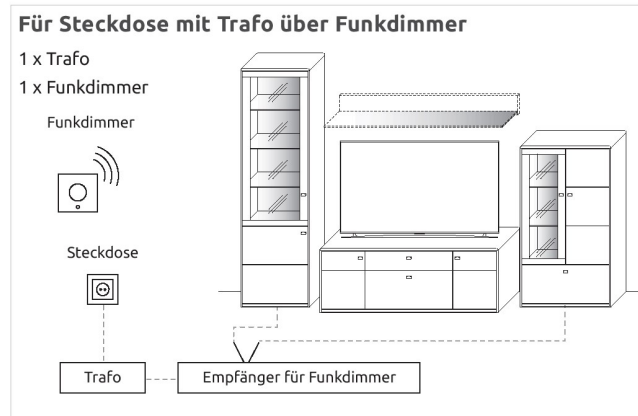 Für Steckdose mit Trafo über Funkdimmer
1 x Trafo
1 x Funkdimmer
Funkdimmer
Steckdose
Trafo
Empfänger für Funkdimmer